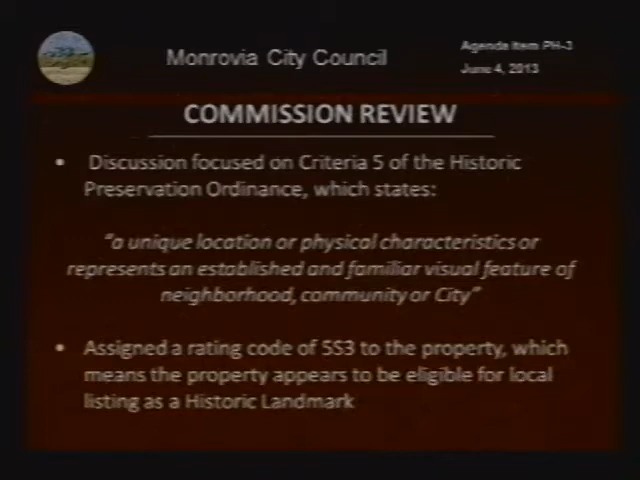 Monrovia City Council
Agenda Item PH-3
June 4, 2013
COMMISSION REVIEW
• Discussion focused on Criteria 5 of the Historic
Preservation Ordinance, which states:
"a unique location or physical characteristics or
represents an established and familiar visual feature of
neighborhood, community or City"
• Assigned a rating code of 5S3 to the property, which
means the property appears to be eligible for local
listing as a Historic Landmark